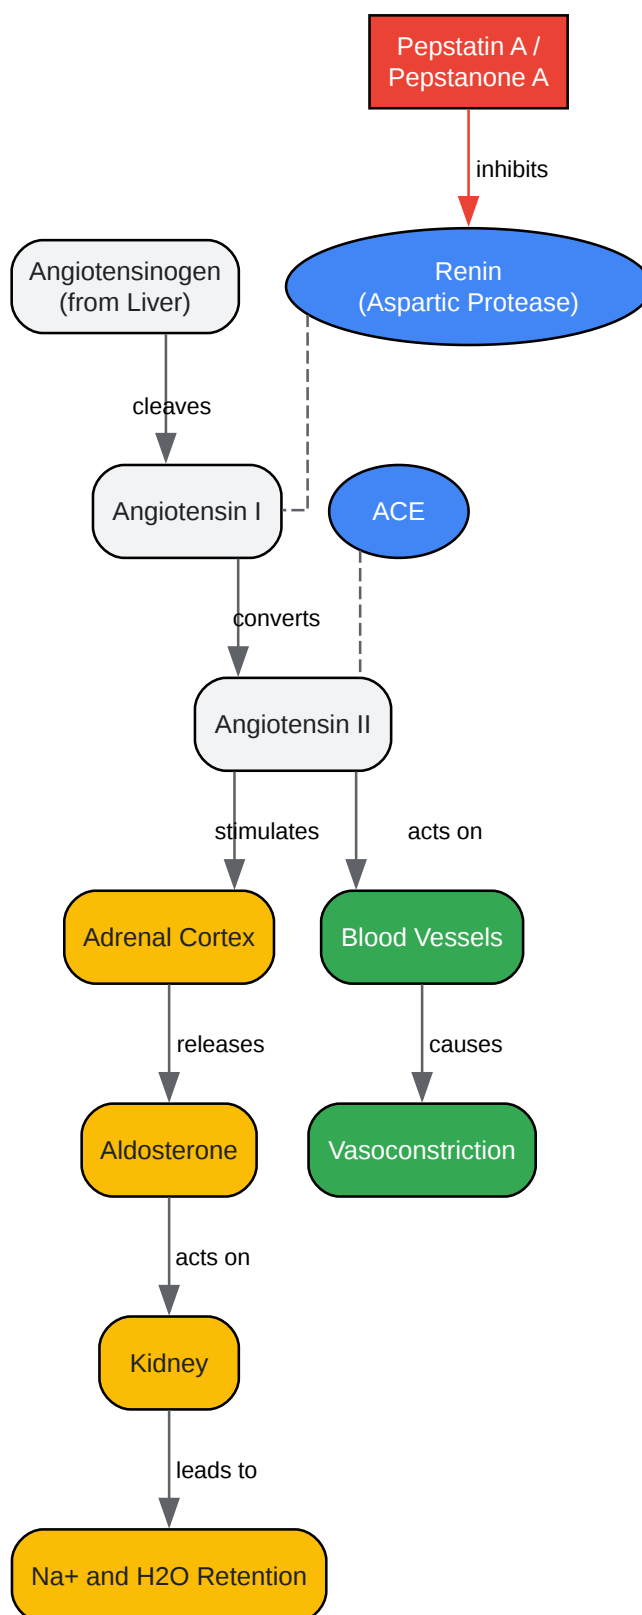 Pepstatin A /
Pepstanone A
inhibits
Angiotensinogen
(from Liver)
Renin
(Aspartic Protease)
cleaves
Angiotensin I
ACE
converts
Angiotensin II
stimulates
acts on
Adrenal Cortex
Blood Vessels
releases
causes
Aldosterone
Vasoconstriction
acts on
Kidney
leads to
Na+ and H2O Retention